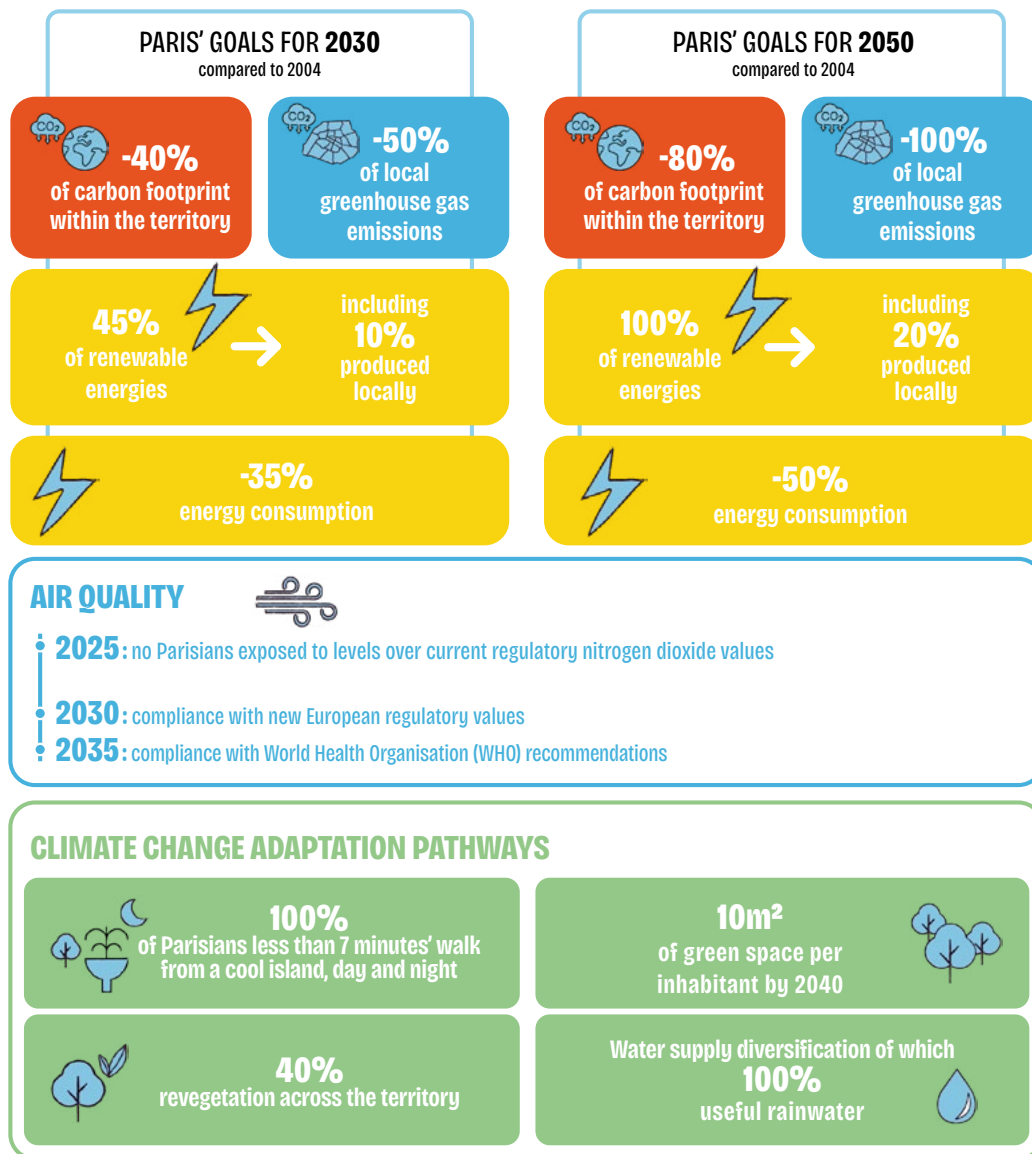 PARIS' GOALS FOR 2030
compared to 2004
CO₂
-40%
of carbon footprint
within the territory
CO₂
-50%
of local
greenhouse gas
emissions
45%
of renewable
energies
including
10%
produced
locally
-35%
energy consumption
PARIS' GOALS FOR 2050
compared to 2004
CO₂
-80%
of carbon footprint
within the territory
CO₂
-100%
of local
greenhouse gas
emissions
100%
of renewable
energies
including
20%
produced
locally
-50%
energy consumption
AIR QUALITY
2025: no Parisians exposed to levels over current regulatory nitrogen dioxide values
2030: compliance with new European regulatory values
2035: compliance with World Health Organisation (WHO) recommendations
CLIMATE CHANGE ADAPTATION PATHWAYS
100%
of Parisians less than 7 minutes' walk
from a cool island, day and night
10m²
of green space per
inhabitant by 2040
40%
revegetation across the territory
Water supply diversification of which
100%
useful rainwater